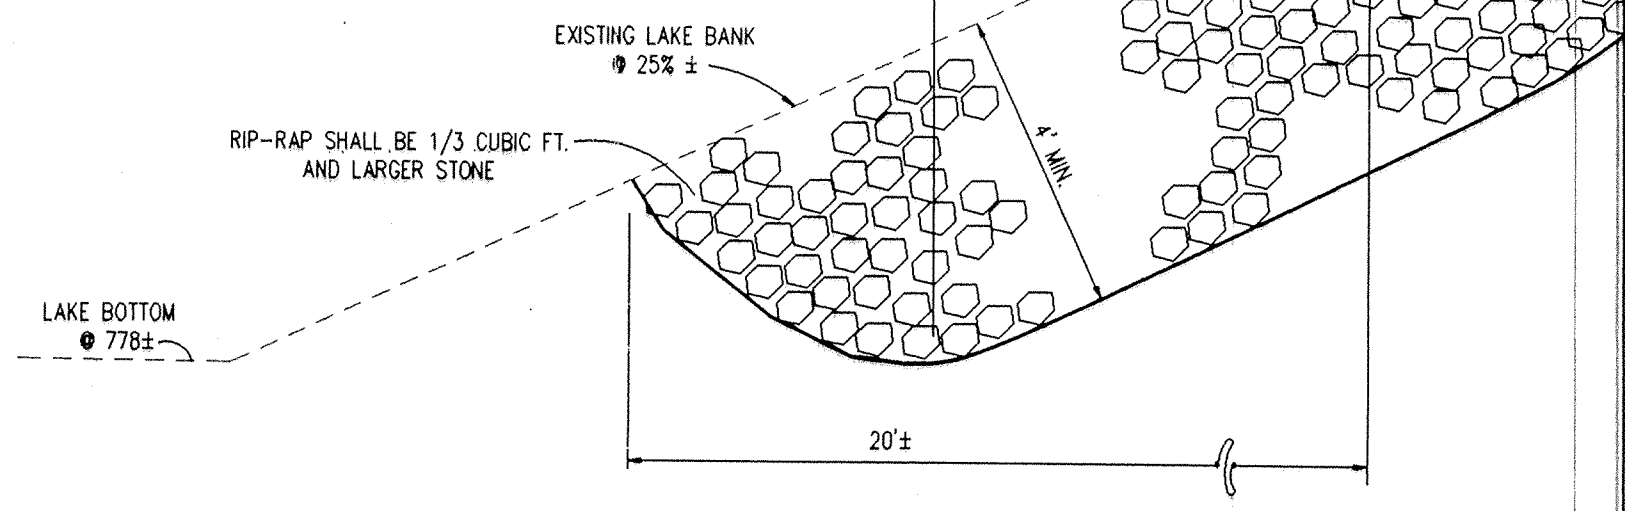 EXISTING LAKE BANK
@ 25% ±
RIP-RAP SHALL BE 1/3 CUBIC FT.
AND LARGER STONE
4' MIN.
LAKE BOTTOM
@ 778±
20'±